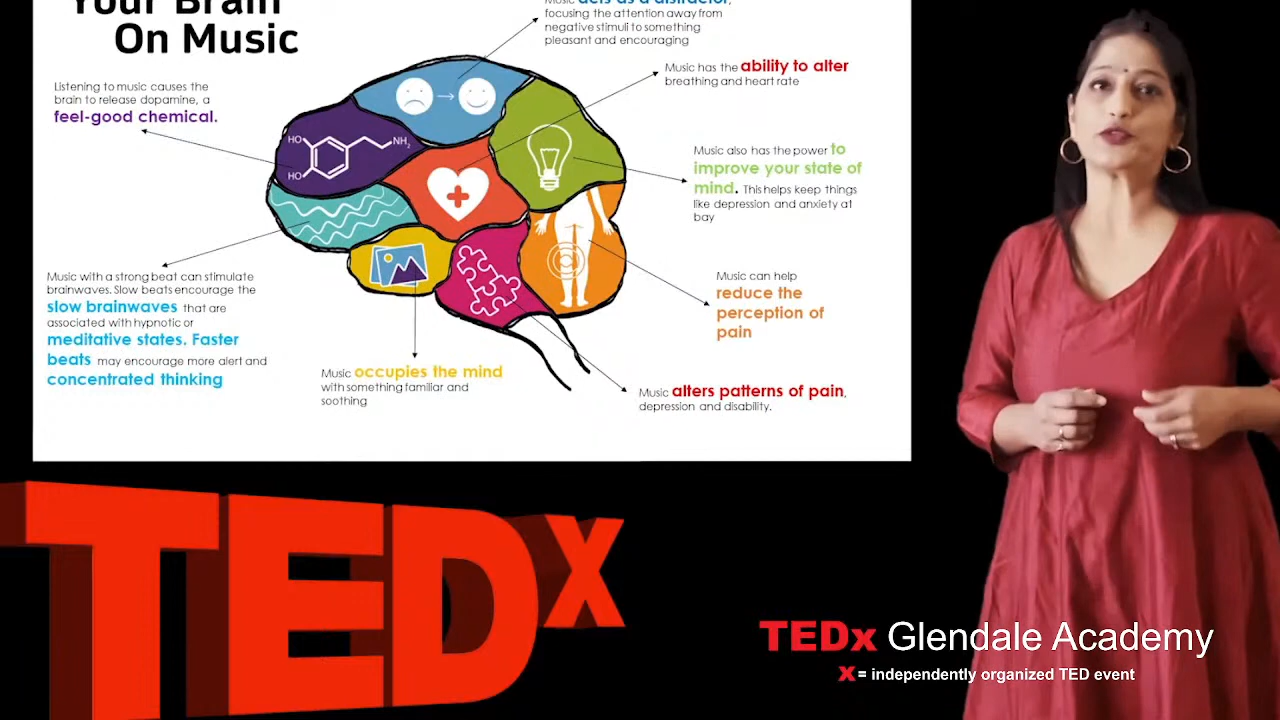 Your Brain
On Music
Music acts as a distractor,
focusing the attention away from
negative stimuli to something
pleasant and encouraging
Music has the ability to alter
breathing and heart rate
Listening to music causes the
brain to release dopamine, a
feel-good chemical.
HO
HO
NH2
Music also has the power to
improve your state of
mind. This helps keep things
like depression and anxiety at
bay
Music with a strong beat can stimulate
brainwaves. Slow beats encourage the
slow brainwaves that are
associated with hypnotic or
meditative states. Faster
beats may encourage more alert and
concentrated thinking
Music can help
reduce the
perception of
pain
Music occupies the mind
with something familiar and
soothing
Music alters patterns of pain,
depression and disability.
TEDx
TEDx Glendale Academy
x = independently organized TED event